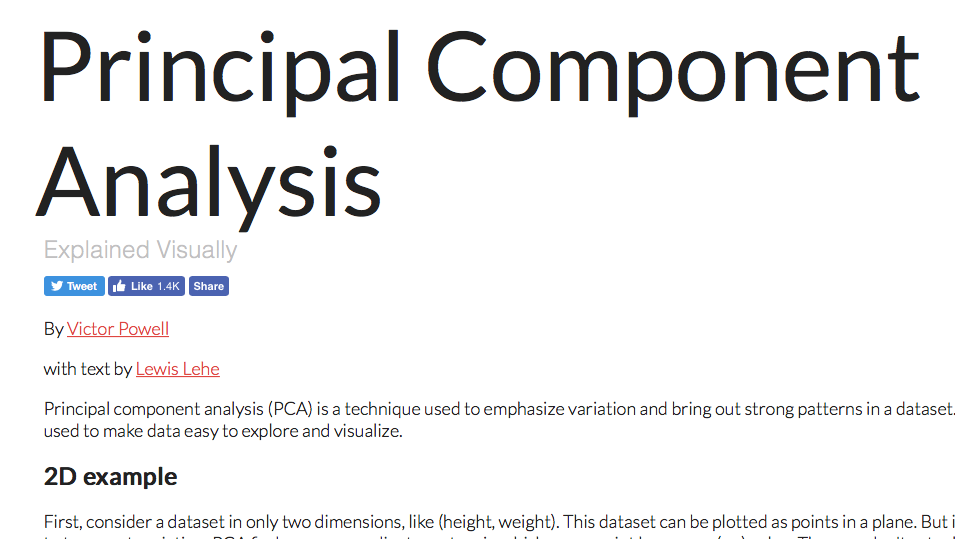 Principal Component
Analysis
Explained Visually
Tweet Like 1.4K Share
By Victor Powell
with text by Lewis Lehe
Principal component analysis (PCA) is a technique used to emphasize variation and bring out strong patterns in a dataset.
used to make data easy to explore and visualize.
2D example
First, consider a dataset in only two dimensions, like (height, weight). This dataset can be plotted as points in a plane. But i